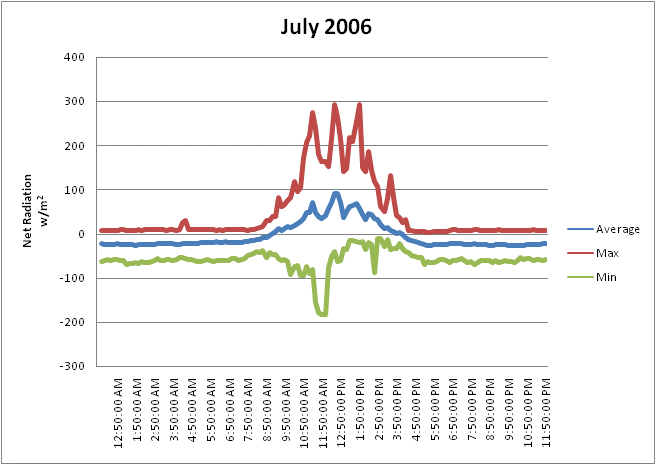 July 2006
Net Radiation
w/m²
400
300
200
100
0
-100
-200
-300
12:50:00 AM
1:50:00 AM
2:50:00 AM
3:50:00 AM
4:50:00 AM
5:50:00 AM
6:50:00 AM
7:50:00 AM
8:50:00 AM
9:50:00 AM
10:50:00 AM
11:50:00 AM
12:50:00 PM
1:50:00 PM
2:50:00 PM
3:50:00 PM
4:50:00 PM
5:50:00 PM
6:50:00 PM
7:50:00 PM
8:50:00 PM
9:50:00 PM
10:50:00 PM
11:50:00 PM
Average
Max
Min